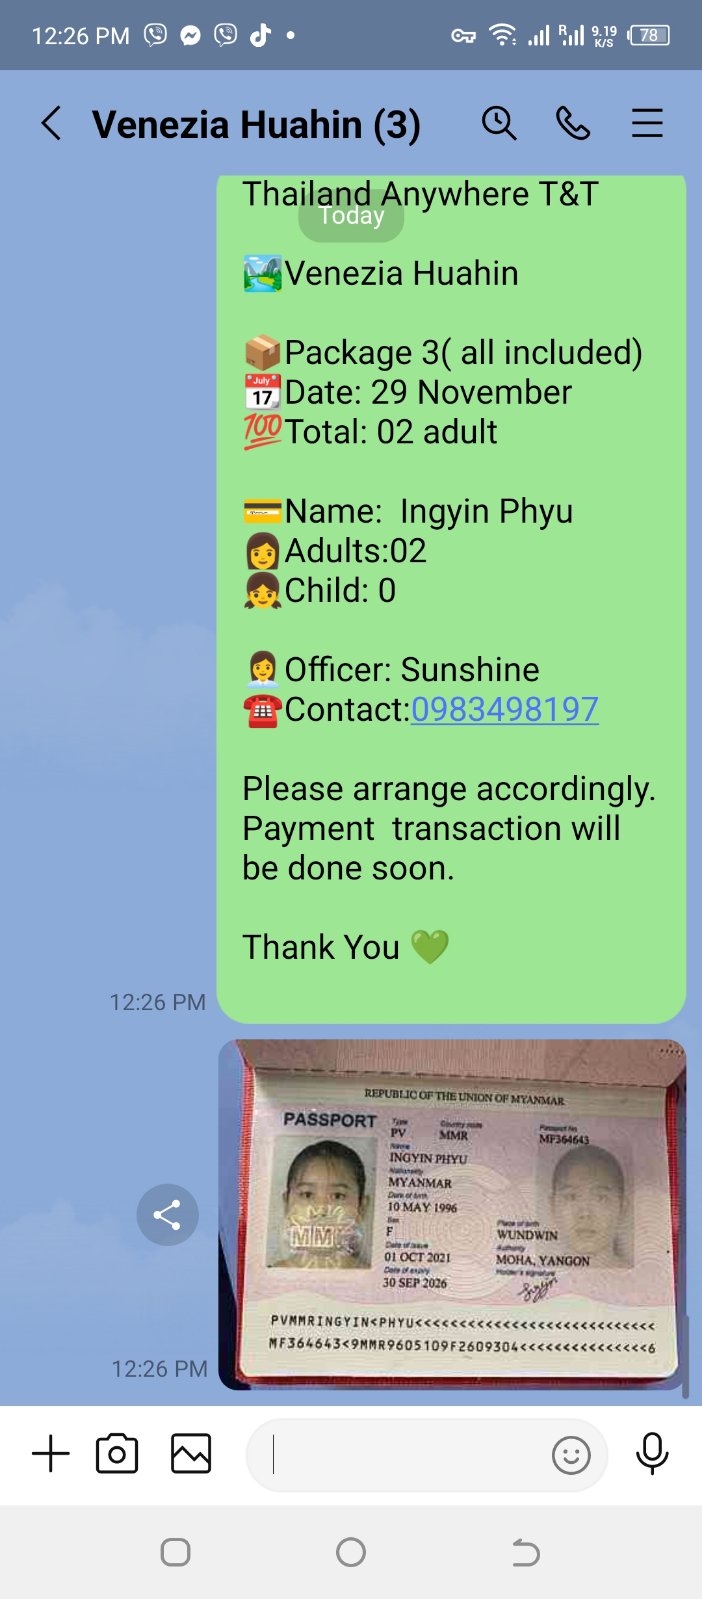 12:26 PM
9.19 K/S
78
Venezia Huahin (3)
Thailand Anywhere T&T
Today
🏞️Venezia Huahin
📦Package 3( all included)
📅Date: 29 November
💯Total: 02 adult
💳Name:  Ingyin Phyu
👩Adults:02
👧Child: 0
👩‍💼Officer: Sunshine
☎️Contact:0983498197
Please arrange accordingly.
Payment  transaction will
be done soon.
Thank You 💚
12:26 PM
REPUBLIC OF THE UNION OF MYANMAR
PASSPORT
Type Country code Passport No
PV MMR MF364643
Name
INGYIN PHYU
Nationality
MYANMAR
Date of birth
10 MAY 1996
Sex Place of birth
F WUNDWIN
Date of issue Authority
01 OCT 2021 MOHA, YANGON
Date of expiry Holder's signature
30 SEP 2026
MM
PVMMRINGYIN<PHYU<<<<<<<<<<<<<<<<<<<<<<<<<<<<
MF364643<9MMR9605109F2609304<<<<<<<<<<<<<<<6
12:26 PM